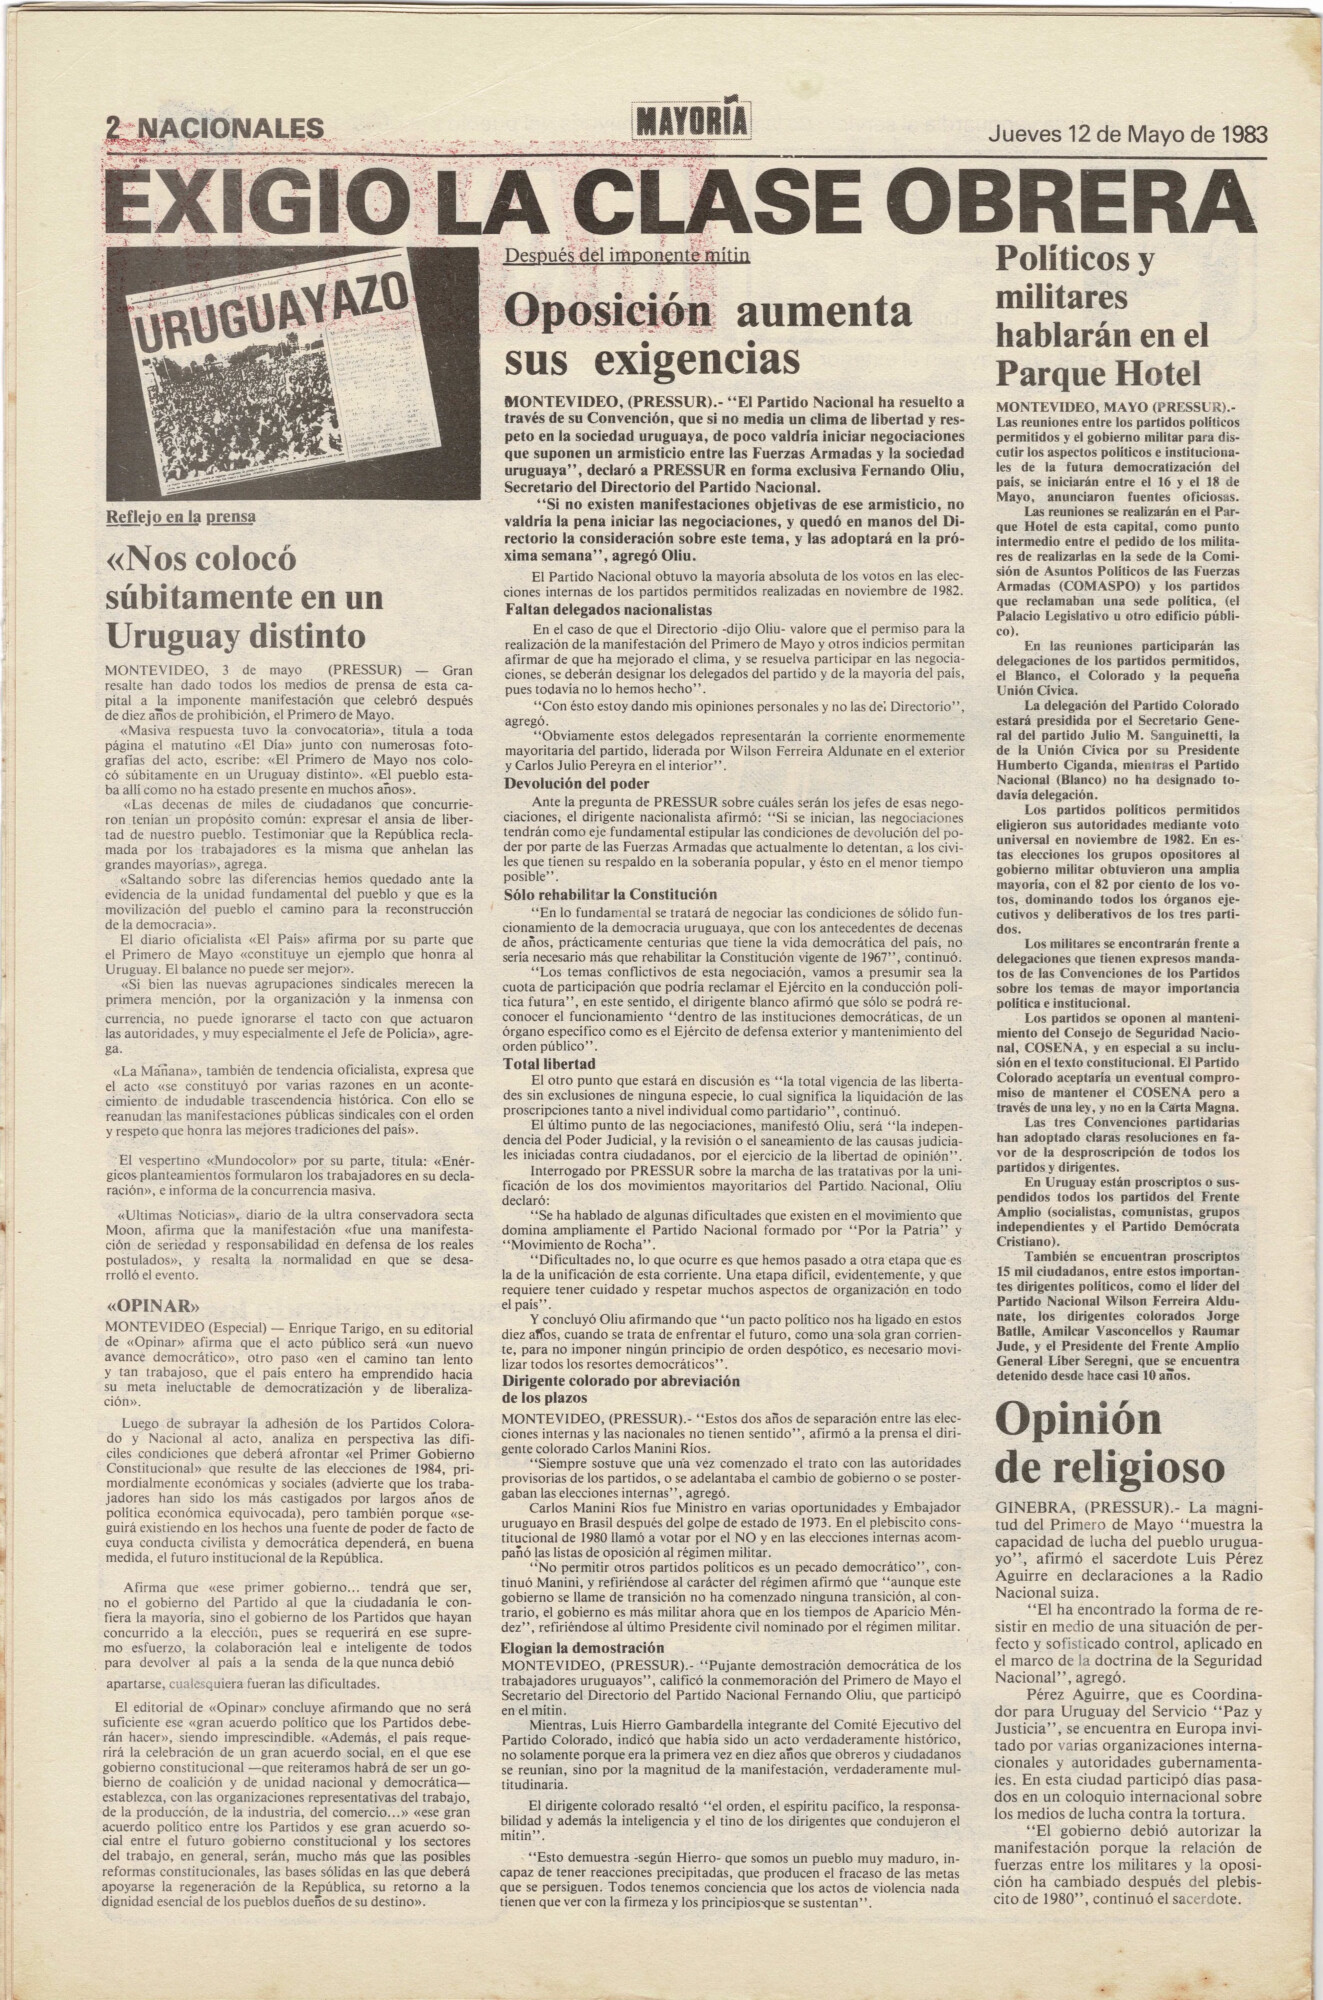 2 NACIONALES
MAYORÍA
Jueves 12 de Mayo de 1983
EXIGIO LA CLASE OBRERA
URUGUAYAZO
Reflejo en la prensa
«Nos colocó
súbitamente en un
Uruguay distinto
MONTEVIDEO, 3 de mayo (PRESSUR) — Gran
resalte han dado todos los medios de prensa de esta ca-
pital a la imponente manifestación que celebró después
de diez años de prohibición, el Primero de Mayo.
«Masiva respuesta tuvo la convocatoria», titula a toda
página el matutino «El Día» junto con numerosas foto-
grafías del acto, escribe: «El Primero de Mayo nos colo-
có súbitamente en un Uruguay distinto». «El pueblo esta-
ba allí como no ha estado presente en muchos años».
«Las decenas de miles de ciudadanos que concurrie-
ron tenían un propósito común: expresar el ansia de liber-
tad de nuestro pueblo. Testimoniar que la República recla-
mada por los trabajadores es la misma que anhelan las
grandes mayorías», agrega.
«Saltando sobre las diferencias hemos quedado ante la
evidencia de la unidad fundamental del pueblo y que es la
movilización del pueblo el camino para la reconstrucción
de la democracia».
El diario oficialista «El País» afirma por su parte que
el Primero de Mayo «constituye un ejemplo que honra al
Uruguay. El balance no puede ser mejor».
«Si bien las nuevas agrupaciones sindicales merecen la
primera mención, por la organización y la inmensa con
currencia, no puede ignorarse el tacto con que actuaron
las autoridades, y muy especialmente el Jefe de Policía», agre-
ga.
«La Mañana», también de tendencia oficialista, expresa que
el acto «se constituyó por varias razones en un aconte-
cimiento de indudable trascendencia histórica. Con ello se
reanudan las manifestaciones públicas sindicales con el orden
y respeto que honra las mejores tradiciones del país».
El vespertino «Mundocolor» por su parte, titula: «Enér-
gicos planteamientos formularon los trabajadores en su decla-
ración», e informa de la concurrencia masiva.
«Ultimas Noticias», diario de la ultra conservadora secta
Moon, afirma que la manifestación «fue una manifesta-
ción de seriedad y responsabilidad en defensa de los reales
postulados», y resalta la normalidad en que se desa-
rrolló el evento.
«OPINAR»
MONTEVIDEO (Especial) — Enrique Tarigo, en su editorial
de «Opinar» afirma que el acto público será «un nuevo
avance democrático», otro paso «en el camino tan lento
y tan trabajoso, que el país entero ha emprendido hacia
su meta ineluctable de democratización y de liberaliza-
ción».
Luego de subrayar la adhesión de los Partidos Colora-
do y Nacional al acto, analiza en perspectiva las difi-
ciles condiciones que deberá afrontar «el Primer Gobierno
Constitucional» que resulte de las elecciones de 1984, pri-
mordialmente económicas y sociales (advierte que los traba-
jadores han sido los más castigados por largos años de
política económica equivocada), pero también porque «se-
guirá existiendo en los hechos una fuente de poder de facto de
cuya conducta civilista y democrática dependerá, en buena
medida, el futuro institucional de la República.
Afirma que «ese primer gobierno... tendrá que ser,
no el gobierno del Partido al que la ciudadanía le con-
fiera la mayoría, sino el gobierno de los Partidos que hayan
concurrido a la elección, pues se requerirá en ese supre-
mo esfuerzo, la colaboración leal e inteligente de todos
para devolver al país a la senda de la que nunca debió
apartarse, cualesquiera fueran las dificultades.
El editorial de «Opinar» concluye afirmando que no será
suficiente ese «gran acuerdo político que los Partidos debe-
rán hacer», siendo imprescindible. «Además, el país reque-
rirá la celebración de un gran acuerdo social, en el que ese
gobierno constitucional —que reiteramos habrá de ser un go-
bierno de coalición y de unidad nacional y democrática—
establezca, con las organizaciones representativas del trabajo,
de la producción, de la industria, del comercio...» «ese gran
acuerdo político entre los Partidos y ese gran acuerdo so-
cial entre el futuro gobierno constitucional y los sectores
del trabajo, en general, serán, mucho más que las posibles
reformas constitucionales, las bases sólidas en las que deberá
apoyarse la regeneración de la República, su retorno a la
dignidad esencial de los pueblos dueños de su destino».
Después del imponente mítin
Oposición aumenta
sus exigencias
MONTEVIDEO, (PRESSUR).- “El Partido Nacional ha resuelto a
través de su Convención, que si no media un clima de libertad y res-
peto en la sociedad uruguaya, de poco valdría iniciar negociaciones
que suponen un armisticio entre las Fuerzas Armadas y la sociedad
uruguaya”, declaró a PRESSUR en forma exclusiva Fernando Oliu,
Secretario del Directorio del Partido Nacional.
“Si no existen manifestaciones objetivas de ese armisticio, no
valdría la pena iniciar las negociaciones, y quedó en manos del Di-
rectorio la consideración sobre este tema, y las adoptará en la pró-
xima semana”, agregó Oliu.
El Partido Nacional obtuvo la mayoría absoluta de los votos en las elec-
ciones internas de los partidos permitidos realizadas en noviembre de 1982.
Faltan delegados nacionalistas
En el caso de que el Directorio -dijo Oliu- valore que el permiso para la
realización de la manifestación del Primero de Mayo y otros indicios permitan
afirmar de que ha mejorado el clima, y se resuelva participar en las negocia-
ciones, se deberán designar los delegados del partido y de la mayoría del país,
pues todavía no lo hemos hecho”.
“Con ésto estoy dando mis opiniones personales y no las del Directorio”,
agregó.
“Obviamente estos delegados representarán la corriente enormemente
mayoritaria del partido, liderada por Wilson Ferreira Aldunate en el exterior
y Carlos Julio Pereyra en el interior”.
Devolución del poder
Ante la pregunta de PRESSUR sobre cuáles serán los jefes de esas nego-
ciaciones, el dirigente nacionalista afirmó: “Si se inician, las negociaciones
tendrán como eje fundamental estipular las condiciones de devolución del po-
der por parte de las Fuerzas Armadas que actualmente lo detentan, a los civi-
les que tienen su respaldo en la soberanía popular, y ésto en el menor tiempo
posible”.
Sólo rehabilitar la Constitución
“En lo fundamental se tratará de negociar las condiciones de sólido fun-
cionamiento de la democracia uruguaya, que con los antecedentes de decenas
de años, prácticamente centurias que tiene la vida democrática del país, no
sería necesario más que rehabilitar la Constitución vigente de 1967”, continuó.
“Los temas conflictivos de esta negociación, vamos a presumir sea la
cuota de participación que podría reclamar el Ejército en la conducción polí-
tica futura”, en este sentido, el dirigente blanco afirmó que sólo se podrá re-
conocer el funcionamiento “dentro de las instituciones democráticas, de un
órgano específico como es el Ejército de defensa exterior y mantenimiento del
orden público”.
Total libertad
El otro punto que estará en discusión es “la total vigencia de las liberta-
des sin exclusiones de ninguna especie, lo cual significa la liquidación de las
proscripciones tanto a nivel individual como partidario”, continuó.
El último punto de las negociaciones, manifestó Oliu, será “la indepen-
dencia del Poder Judicial, y la revisión o el saneamiento de las causas judicia-
les iniciadas contra ciudadanos, por el ejercicio de la libertad de opinión”.
Interrogado por PRESSUR sobre la marcha de las tratativas por la uni-
ficación de los dos movimientos mayoritarios del Partido Nacional, Oliu
declaró:
“Se ha hablado de algunas dificultades que existen en el movimiento que
domina ampliamente el Partido Nacional formado por “Por la Patria” y
“Movimiento de Rocha”.
“Dificultades no, lo que ocurre es que hemos pasado a otra etapa que es
la de la unificación de esta corriente. Una etapa difícil, evidentemente, y que
requiere tener cuidado y respetar muchos aspectos de organización en todo
el país”.
Y concluyó Oliu afirmando que “un pacto político nos ha ligado en estos
diez años, cuando se trata de enfrentar el futuro, como una sola gran corrien-
te, para no imponer ningún principio de orden despótico, es necesario movi-
lizar todos los resortes democráticos”.
Dirigente colorado por abreviación
de los plazos
MONTEVIDEO, (PRESSUR).- “Estos dos años de separación entre las elec-
ciones internas y las nacionales no tienen sentido”, afirmó a la prensa el diri-
gente colorado Carlos Manini Ríos.
“Siempre sostuve que una vez comenzado el trato con las autoridades
provisorias de los partidos, o se adelantaba el cambio de gobierno o se poster-
gaban las elecciones internas”, agregó.
Carlos Manini Ríos fue Ministro en varias oportunidades y Embajador
uruguayo en Brasil después del golpe de estado de 1973. En el plebiscito cons-
titucional de 1980 llamó a votar por el NO y en las elecciones internas acom-
pañó las listas de oposición al régimen militar.
“No permitir otros partidos políticos es un pecado democrático”, con-
tinuó Manini, y refiriéndose al carácter del régimen afirmó que “aunque este
gobierno se llame de transición no ha comenzado ninguna transición, al con-
trario, el gobierno es más militar ahora que en los tiempos de Aparicio Mén-
dez”, refiriéndose al último Presidente civil nominado por el régimen militar.
Elogian la demostración
MONTEVIDEO, (PRESSUR).- “Pujante demostración democrática de los
trabajadores uruguayos”, calificó la conmemoración del Primero de Mayo el
Secretario del Directorio del Partido Nacional Fernando Oliu, que participó
en el mitin.
Mientras, Luis Hierro Gambardella integrante del Comité Ejecutivo del
Partido Colorado, indicó que había sido un acto verdaderamente histórico,
no solamente porque era la primera vez en diez años que obreros y ciudadanos
se reunían, sino por la magnitud de la manifestación, verdaderamente mul-
titudinaria.
El dirigente colorado resaltó “el orden, el espíritu pacífico, la responsa-
bilidad y además la inteligencia y el tino de los dirigentes que condujeron el
mitin”.
“Esto demuestra -según Hierro- que somos un pueblo muy maduro, in-
capaz de tener reacciones precipitadas, que producen el fracaso de las metas
que se persiguen. Todos tenemos conciencia que los actos de violencia nada
tienen que ver con la firmeza y los principios que se sustentan”.
Políticos y
militares
hablarán en el
Parque Hotel
MONTEVIDEO, MAYO (PRESSUR).-
Las reuniones entre los partidos políticos
permitidos y el gobierno militar para dis-
cutir los aspectos políticos e instituciona-
les de la futura democratización del
país, se iniciarán entre el 16 y el 18 de
Mayo, anunciaron fuentes oficiosas.
Las reuniones se realizarán en el Par-
que Hotel de esta capital, como punto
intermedio entre el pedido de los milita-
res de realizarlas en la sede de la Comi-
sión de Asuntos Políticos de las Fuerzas
Armadas (COMASPO) y los partidos
que reclamaban una sede política, (el
Palacio Legislativo u otro edificio públi-
co).
En las reuniones participarán las
delegaciones de los partidos permitidos,
el Blanco, el Colorado y la pequeña
Unión Cívica.
La delegación del Partido Colorado
estará presidida por el Secretario Gene-
ral del partido Julio M. Sanguinetti, la
de la Unión Cívica por su Presidente
Humberto Ciganda, mientras el Partido
Nacional (Blanco) no ha designado to-
davía delegación.
Los partidos políticos permitidos
eligieron sus autoridades mediante voto
universal en noviembre de 1982. En es-
tas elecciones los grupos opositores al
gobierno militar obtuvieron una amplia
mayoría, con el 82 por ciento de los vo-
tos, dominando todos los órganos eje-
cutivos y deliberativos de los tres parti-
dos.
Los militares se encontrarán frente a
delegaciones que tienen expresos manda-
tos de las Convenciones de los Partidos
sobre los temas de mayor importancia
política e institucional.
Los partidos se oponen al manteni-
miento del Consejo de Seguridad Nacio-
nal, COSENA, y en especial a su inclu-
sión en el texto constitucional. El Partido
Colorado aceptaría un eventual compro-
miso de mantener el COSENA pero a
través de una ley, y no en la Carta Magna.
Las tres Convenciones partidarias
han adoptado claras resoluciones en fa-
vor de la desproscripción de todos los
partidos y dirigentes.
En Uruguay están proscriptos o sus-
pendidos todos los partidos del Frente
Amplio (socialistas, comunistas, grupos
independientes y el Partido Demócrata
Cristiano).
También se encuentran proscriptos
15 mil ciudadanos, entre estos importan-
tes dirigentes políticos, como el líder del
Partido Nacional Wilson Ferreira Aldu-
nate, los dirigentes colorados Jorge
Batlle, Amilcar Vasconcellos y Raumar
Jude, y el Presidente del Frente Amplio
General Liber Seregni, que se encuentra
detenido desde hace casi 10 años.
Opinión
de religioso
GINEBRA, (PRESSUR).- La magni-
tud del Primero de Mayo “muestra la
capacidad de lucha del pueblo urugua-
yo”, afirmó el sacerdote Luis Pérez
Aguirre en declaraciones a la Radio
Nacional suiza.
“El ha encontrado la forma de re-
sistir en medio de una situación de per-
fecto y sofisticado control, aplicado en
el marco de la doctrina de la Seguridad
Nacional”, agregó.
Pérez Aguirre, que es Coordina-
dor para Uruguay del Servicio “Paz y
Justicia”, se encuentra en Europa invi-
tado por varias organizaciones interna-
cionales y autoridades gubernamenta-
les. En esta ciudad participó días pasa-
dos en un coloquio internacional sobre
los medios de lucha contra la tortura.
“El gobierno debió autorizar la
manifestación porque la relación de
fuerzas entre los militares y la oposi-
ción ha cambiado después del plebis-
cito de 1980”, continuó el sacerdote.